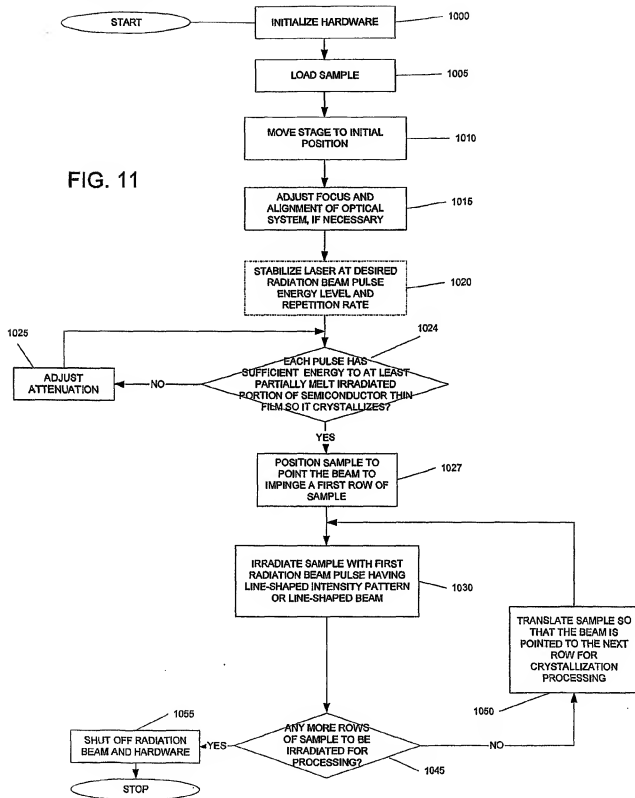 START
INITIALIZE HARDWARE
1000
LOAD SAMPLE
1005
MOVE STAGE TO INITIAL
POSITION
1010
FIG. 11
ADJUST FOCUS AND
ALIGNMENT OF OPTICAL
SYSTEM, IF NECESSARY
1015
STABILIZE LASER AT DESIRED
RADIATION BEAM PULSE
ENERGY LEVEL AND
REPETITION RATE
1020
1025
ADJUST
ATTENUATION
NO
1024
EACH PULSE HAS
SUFFICIENT ENERGY TO AT LEAST
PARTIALLY MELT IRRADIATED
PORTION OF SEMICONDUCTOR THIN
FILM SO IT CRYSTALLIZES?
YES
POSITION SAMPLE TO
POINT THE BEAM TO
IMPINGE A FIRST ROW OF
SAMPLE
1027
IRRADIATE SAMPLE WITH FIRST
RADIATION BEAM PULSE HAVING
LINE-SHAPED INTENSITY PATTERN
OR LINE-SHAPED BEAM
1030
TRANSLATE SAMPLE SO
THAT THE BEAM IS
POINTED TO THE NEXT
ROW FOR
CRYSTALLIZATION
PROCESSING
1050
1055
SHUT OFF RADIATION
BEAM AND HARDWARE
YES
ANY MORE ROWS
OF SAMPLE TO BE
IRRADIATED FOR
PROCESSING?
NO
1045
STOP